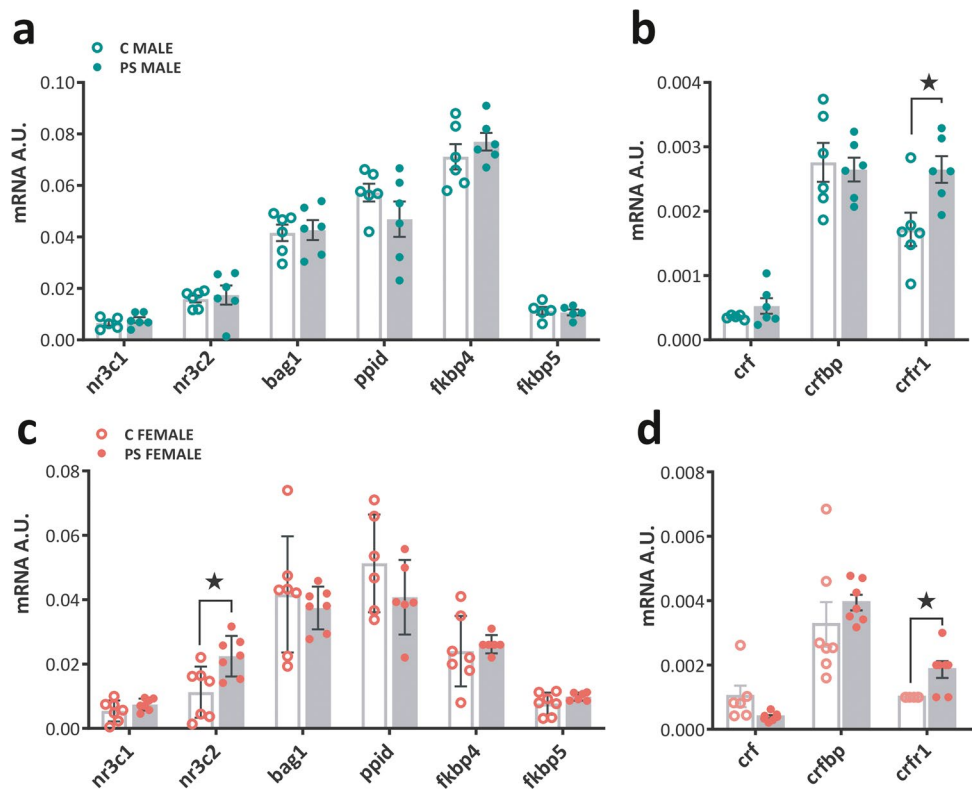 a
C MALE
PS MALE
mRNA A.U.
0.10
0.08
0.06
0.04
0.02
0.00
nr3c1
nr3c2
bag1
ppid
fkbp4
fkbp5
b
mRNA A.U.
0.004
0.003
0.002
0.001
0.000
★
crf
crfbp
crfr1
c
C FEMALE
PS FEMALE
mRNA A.U.
0.08
0.06
0.04
0.02
0.00
★
nr3c1
nr3c2
bag1
ppid
fkbp4
fkbp5
d
mRNA A.U.
0.008
0.006
0.004
0.002
0.000
★
crf
crfbp
crfr1